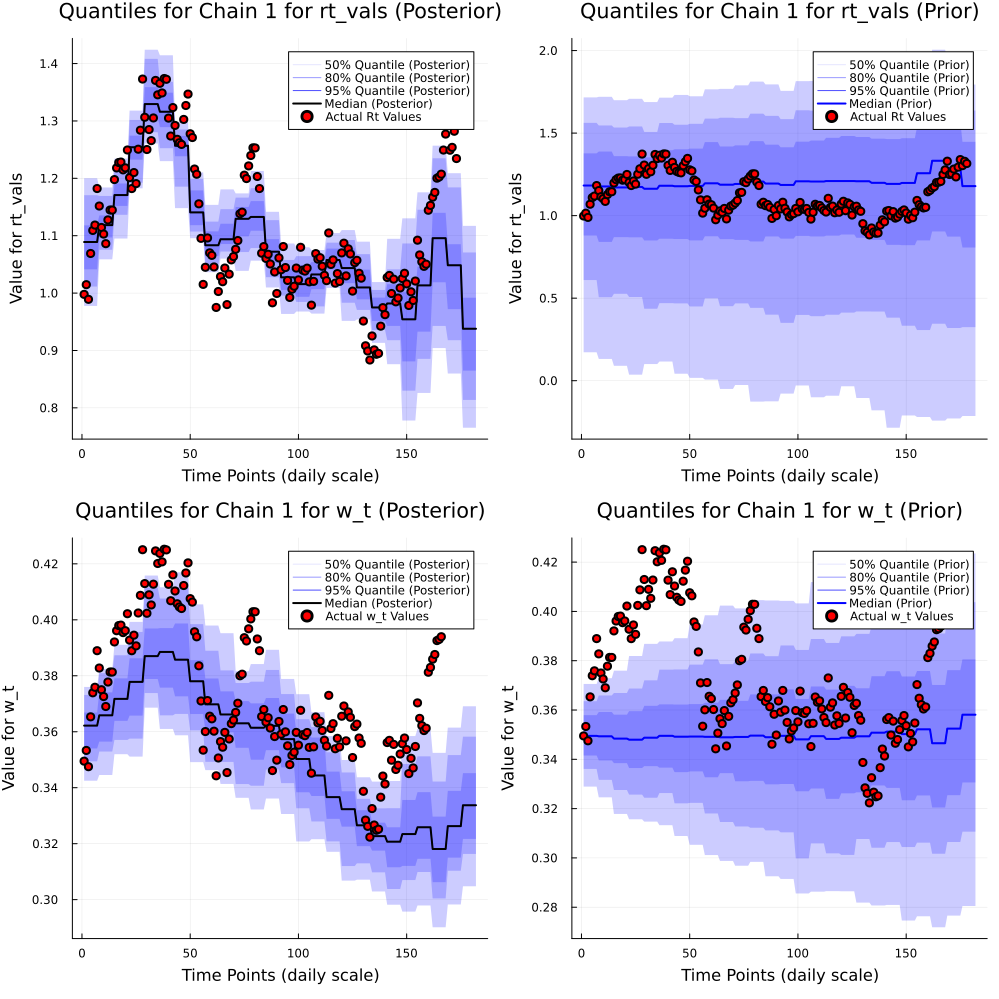 Quantiles for Chain 1 for rt_vals (Posterior)
1.4
1.3
1.2
1.1
1.0
0.9
0.8
Value for rt_vals
50% Quantile (Posterior)
80% Quantile (Posterior)
95% Quantile (Posterior)
Median (Posterior)
Actual Rt Values
0
50
100
150
Time Points (daily scale)
Quantiles for Chain 1 for rt_vals (Prior)
2.0
1.5
1.0
0.5
0.0
Value for rt_vals
50% Quantile (Prior)
80% Quantile (Prior)
95% Quantile (Prior)
Median (Prior)
Actual Rt Values
0
50
100
150
Time Points (daily scale)
Quantiles for Chain 1 for w_t (Posterior)
0.42
0.40
0.38
0.36
0.34
0.32
0.30
Value for w_t
50% Quantile (Posterior)
80% Quantile (Posterior)
95% Quantile (Posterior)
Median (Posterior)
Actual w_t Values
0
50
100
150
Time Points (daily scale)
Quantiles for Chain 1 for w_t (Prior)
0.42
0.40
0.38
0.36
0.34
0.32
0.30
0.28
Value for w_t
50% Quantile (Prior)
80% Quantile (Prior)
95% Quantile (Prior)
Median (Prior)
Actual w_t Values
0
50
100
150
Time Points (daily scale)